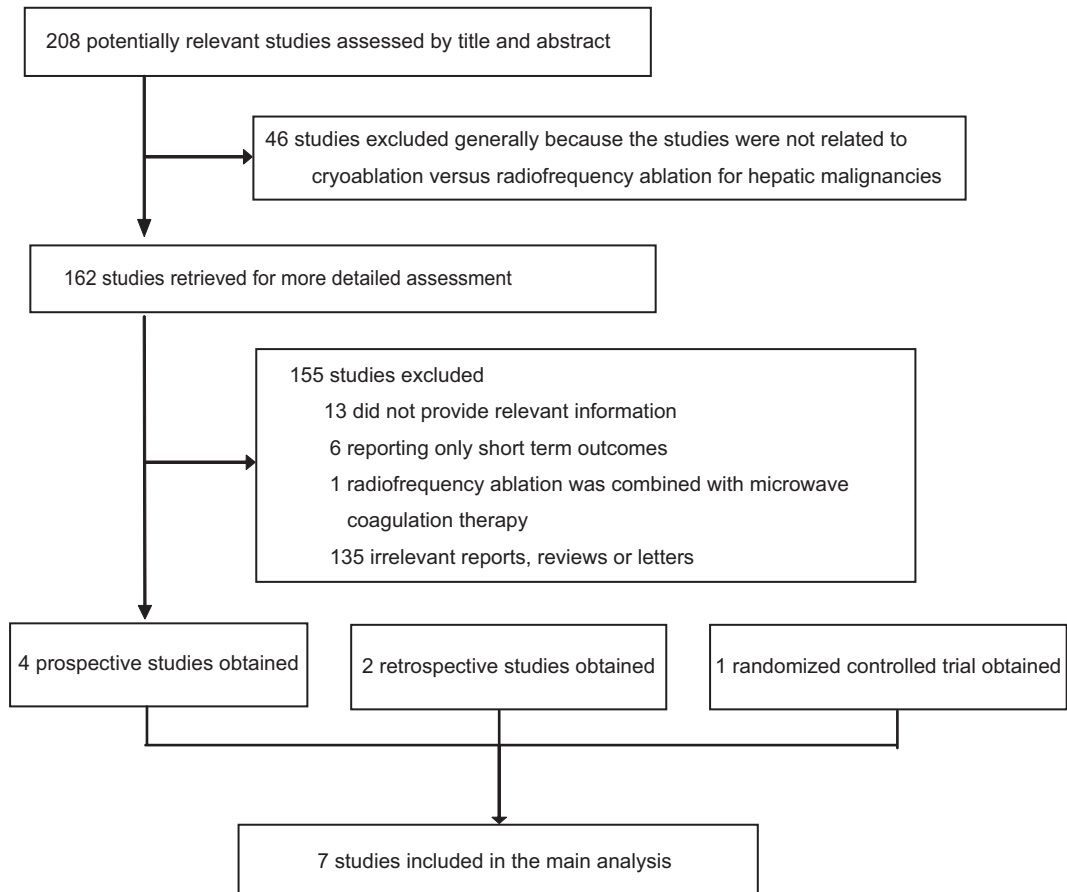 208 potentially relevant studies assessed by title and abstract
46 studies excluded generally because the studies were not related to
cryoablation versus radiofrequency ablation for hepatic malignancies
162 studies retrieved for more detailed assessment
155 studies excluded
13 did not provide relevant information
6 reporting only short term outcomes
1 radiofrequency ablation was combined with microwave
coagulation therapy
135 irrelevant reports, reviews or letters
4 prospective studies obtained
2 retrospective studies obtained
1 randomized controlled trial obtained
7 studies included in the main analysis